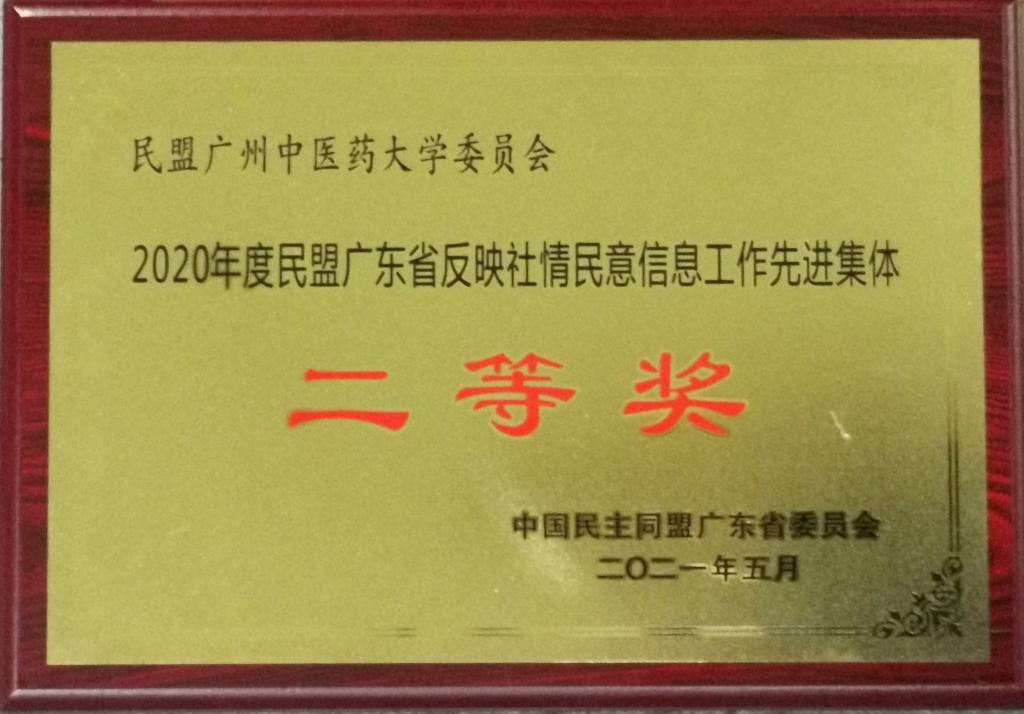 民盟广州中医药大学委员会
2020年度民盟广东省反映社情民意信息工作先进集体
二等奖
中国民主同盟广东省委员会
二〇二一年五月